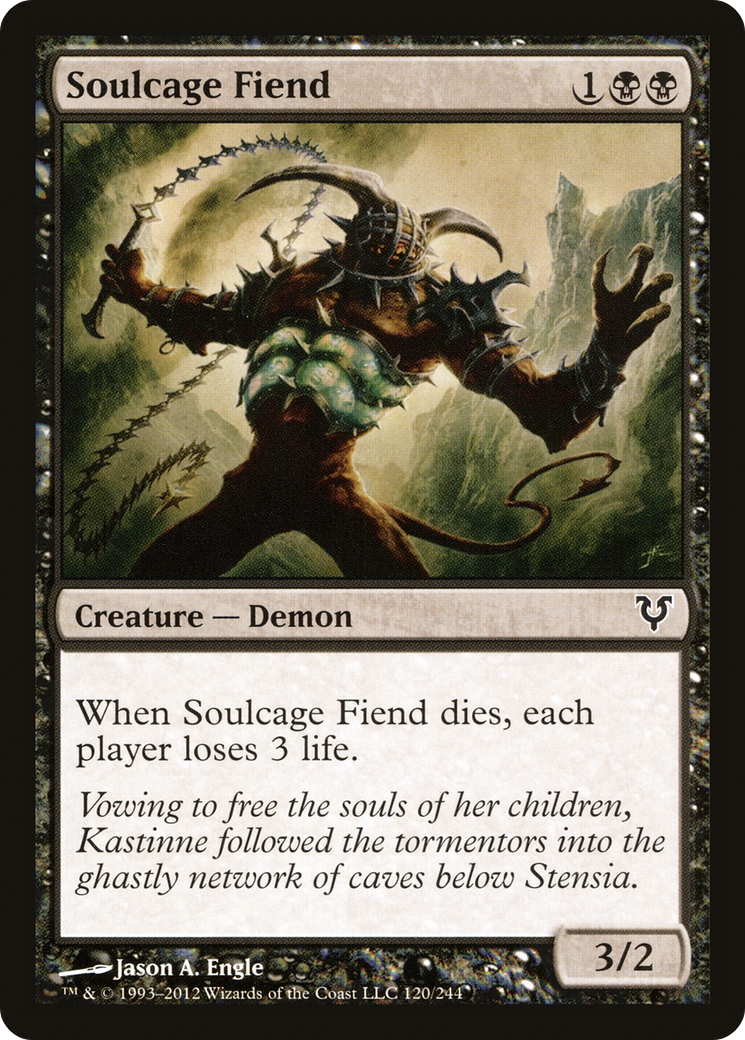 Soulcage Fiend 1
Creature — Demon
When Soulcage Fiend dies, each
player loses 3 life.
Vowing to free the souls of her children,
Kastinne followed the tormentors into the
ghastly network of caves below Stensia.
3/2
Jason A. Engle
™ & © 1993–2012 Wizards of the Coast LLC 120/244